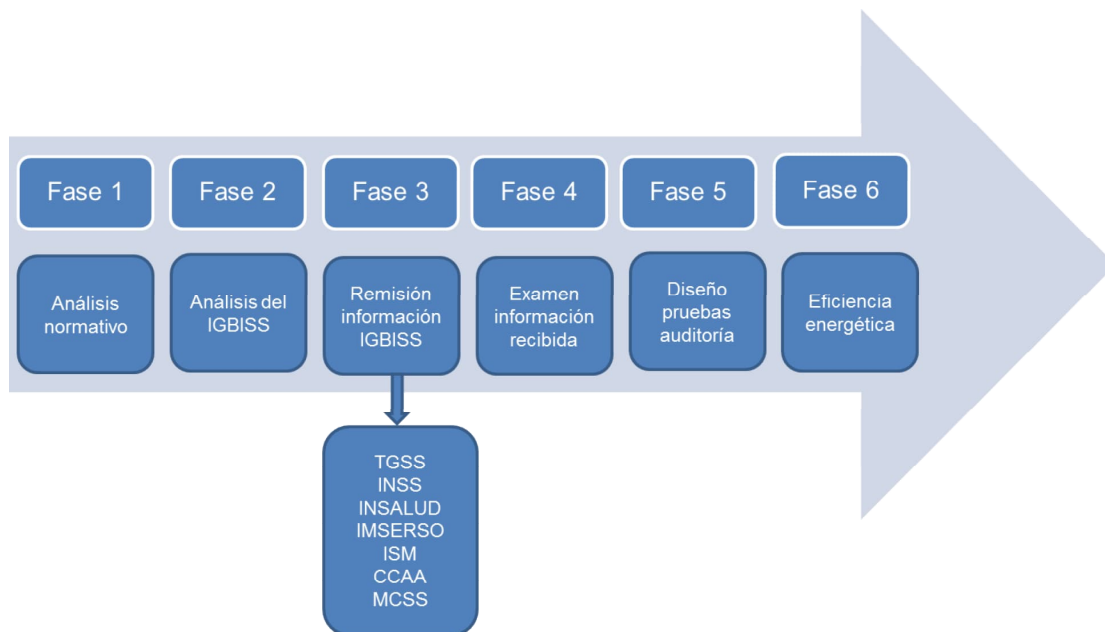 Fase 1
Fase 2
Fase 3
Fase 4
Fase 5
Fase 6
Análisis
normativo
Análisis del
IGBISS
Remisión
información
IGBISS
Examen
información
recibida
Diseño
pruebas
auditoría
Eficiencia
energética
TGSS
INSS
INSALUD
IMSERSO
ISM
CCAA
MCSS